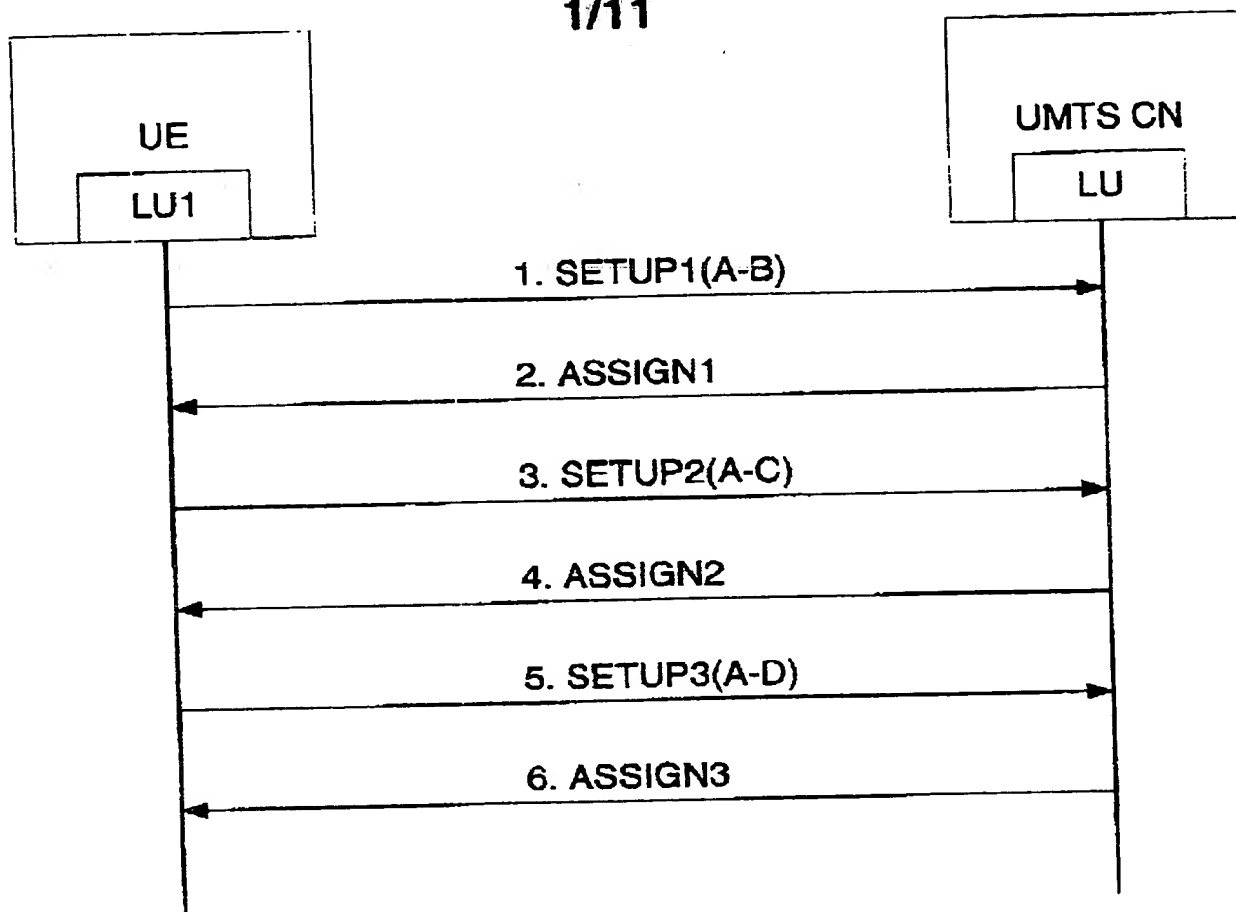 1/11
UE
LU1
UMTS CN
LU
1. SETUP1(A-B)
2. ASSIGN1
3. SETUP2(A-C)
4. ASSIGN2
5. SETUP3(A-D)
6. ASSIGN3